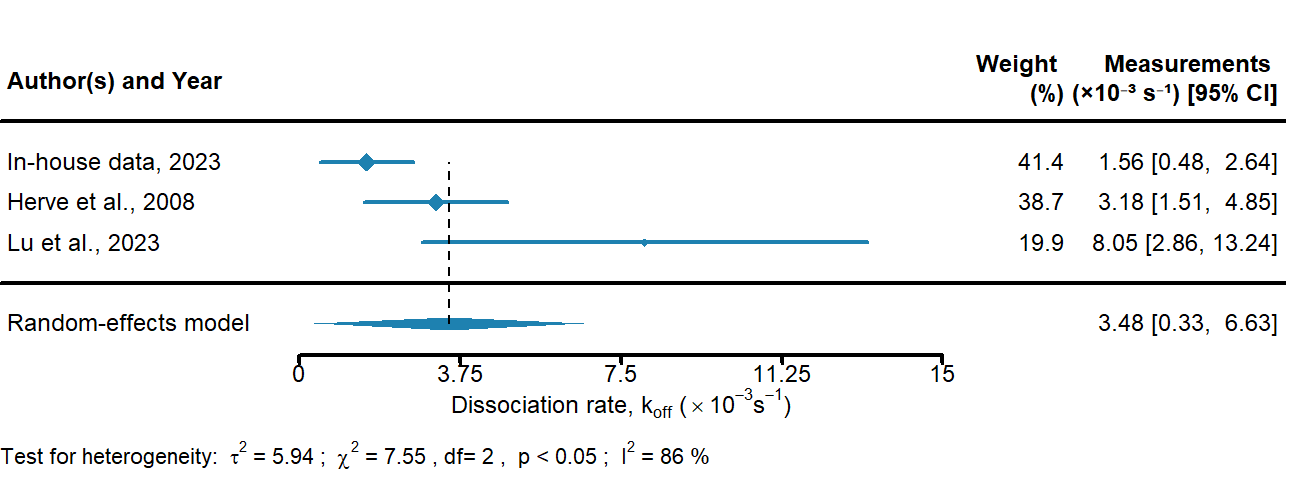 Author(s) and Year Weight (%) Measurements (×10⁻³ s⁻¹) [95% CI]
In-house data, 2023 41.4 1.56 [0.48, 2.64]
Herve et al., 2008 38.7 3.18 [1.51, 4.85]
Lu et al., 2023 19.9 8.05 [2.86, 13.24]
Random-effects model 3.48 [0.33, 6.63]
0 3.75 7.5 11.25 15
Dissociation rate, k_off (×10⁻³s⁻¹)
Test for heterogeneity: τ² = 5.94 ; χ² = 7.55 , df= 2 , p < 0.05 ; I² = 86 %